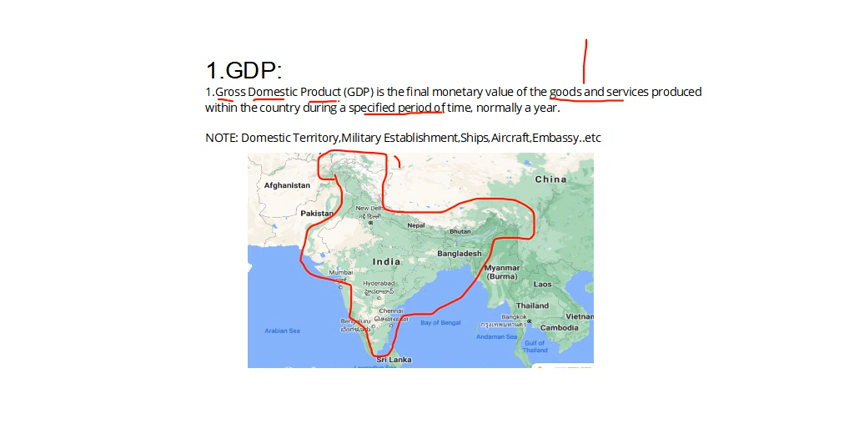 1.GDP:
1.Gross Domestic Product (GDP) is the final monetary value of the goods and services produced
within the country during a specified period of time, normally a year.
NOTE: Domestic Territory,Military Establishment,Ships,Aircraft,Embassy..etc
China
Afghanistan
Pakistan
New Delhi
Nepal
Bhutan
India
Bangladesh
Mumbai
Myanmar
(Burma)
Hyderabad
Laos
Thailand
Chennai
Bangkok
Vietnam
Bay of Bengal
Cambodia
Arabian Sea
Andaman Sea
Gulf of
Thailand
Sri Lanka